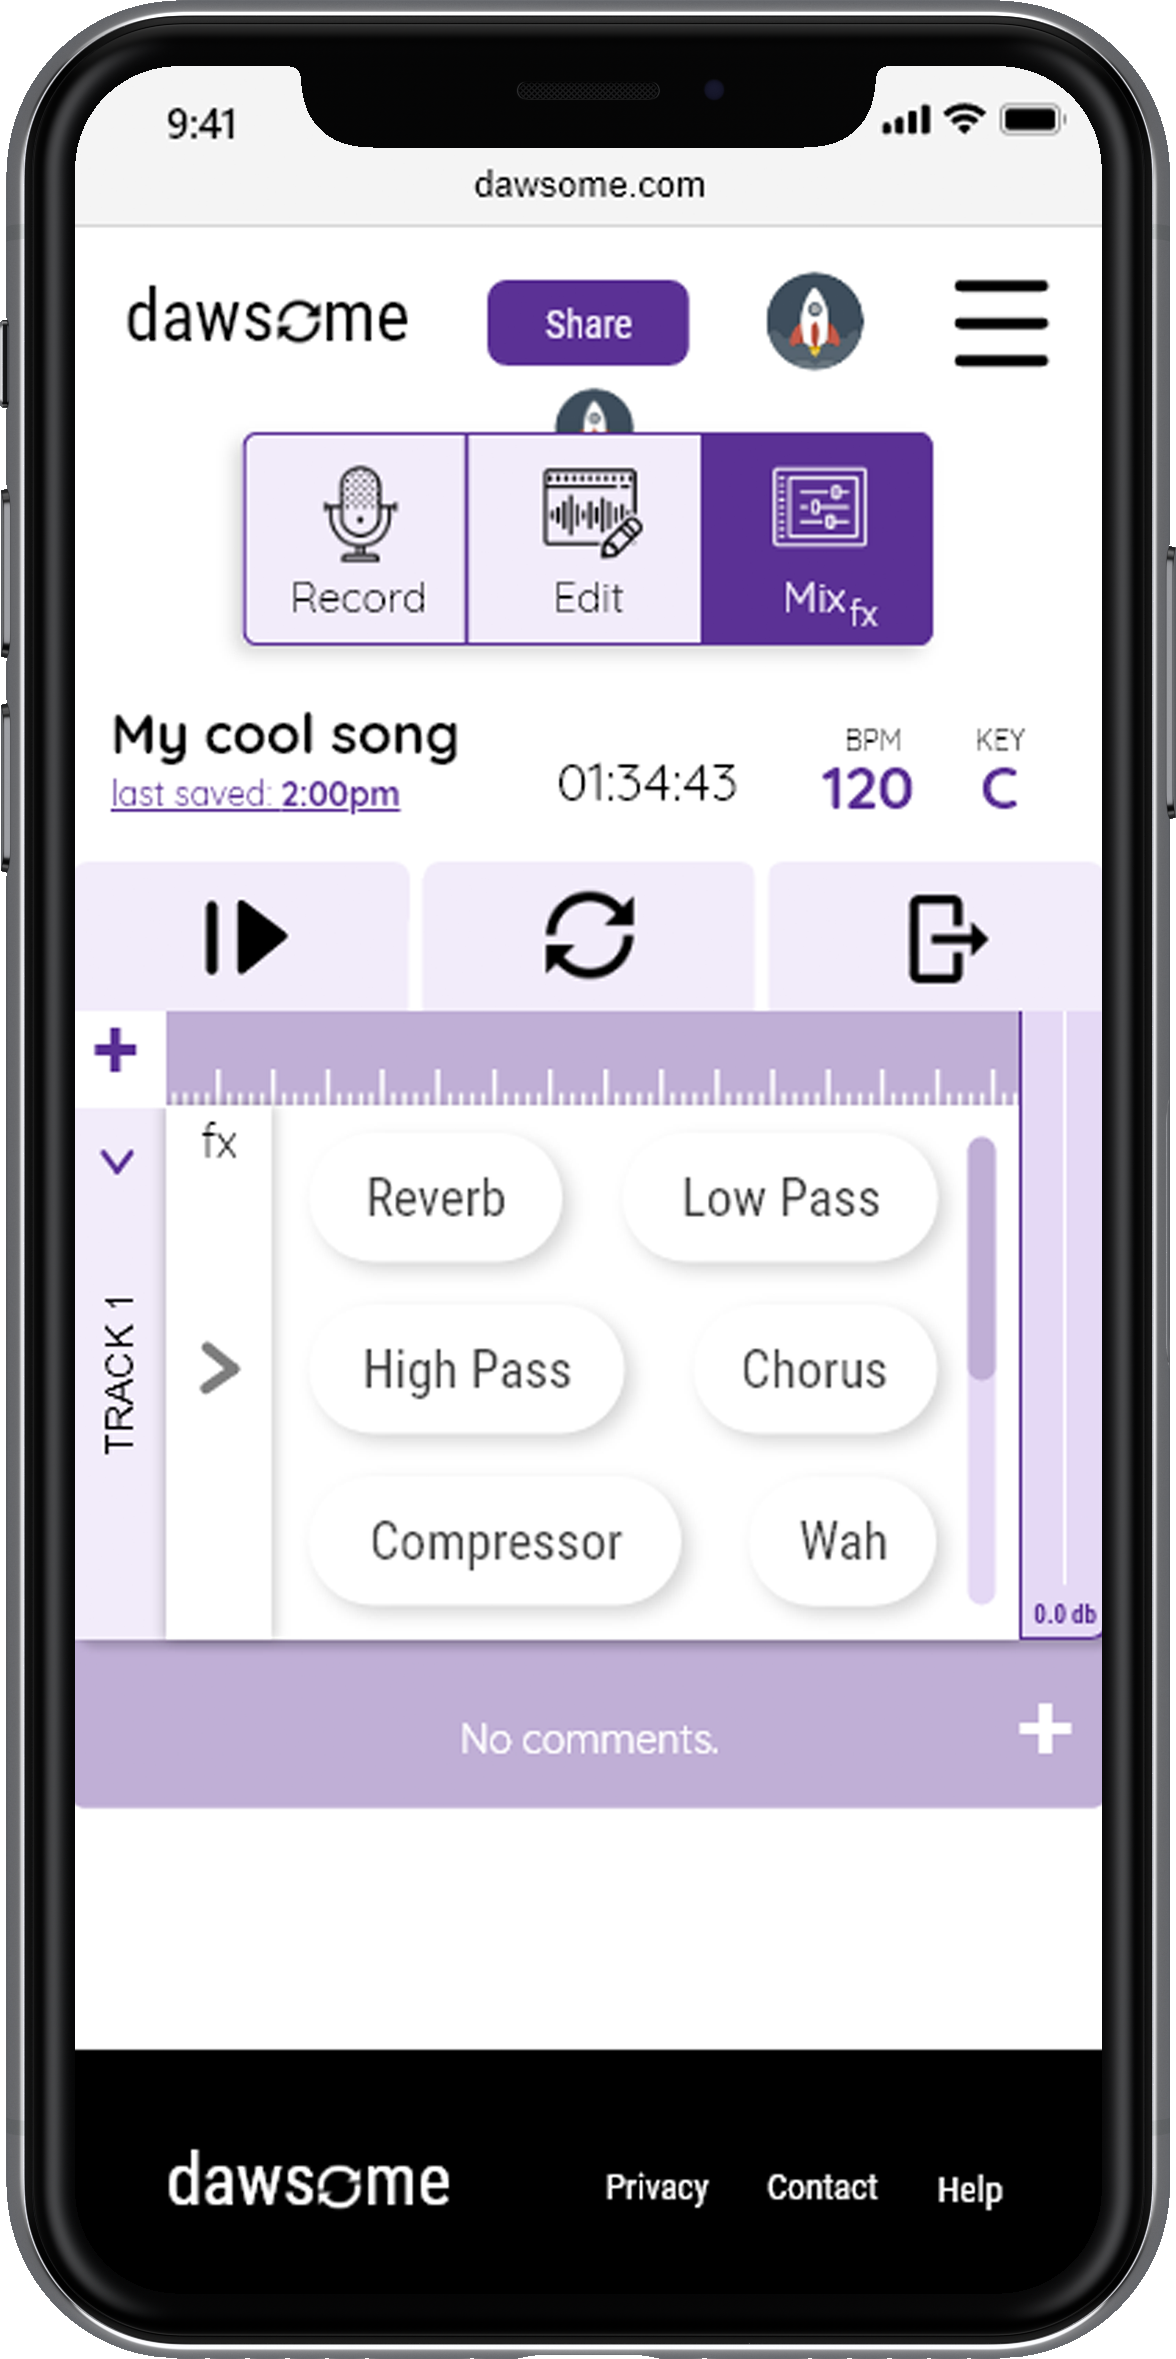 9:41
dawsome.com
dawsome
Share
Record
Edit
Mix fx
My cool song
last saved: 2:00pm
01:34:43
BPM
120
KEY
C
fx
TRACK 1
Reverb
Low Pass
High Pass
Chorus
Compressor
Wah
0.0 db
No comments.
dawsome
Privacy
Contact
Help